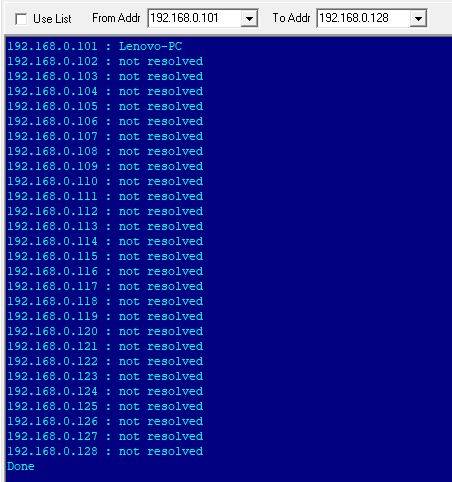 Use List From Addr 192.168.0.101 To Addr 192.168.0.128
192.168.0.101 : Lenovo-PC
192.168.0.102 : not resolved
192.168.0.103 : not resolved
192.168.0.104 : not resolved
192.168.0.105 : not resolved
192.168.0.106 : not resolved
192.168.0.107 : not resolved
192.168.0.108 : not resolved
192.168.0.109 : not resolved
192.168.0.110 : not resolved
192.168.0.111 : not resolved
192.168.0.112 : not resolved
192.168.0.113 : not resolved
192.168.0.114 : not resolved
192.168.0.115 : not resolved
192.168.0.116 : not resolved
192.168.0.117 : not resolved
192.168.0.118 : not resolved
192.168.0.119 : not resolved
192.168.0.120 : not resolved
192.168.0.121 : not resolved
192.168.0.122 : not resolved
192.168.0.123 : not resolved
192.168.0.124 : not resolved
192.168.0.125 : not resolved
192.168.0.126 : not resolved
192.168.0.127 : not resolved
192.168.0.128 : not resolved
Done